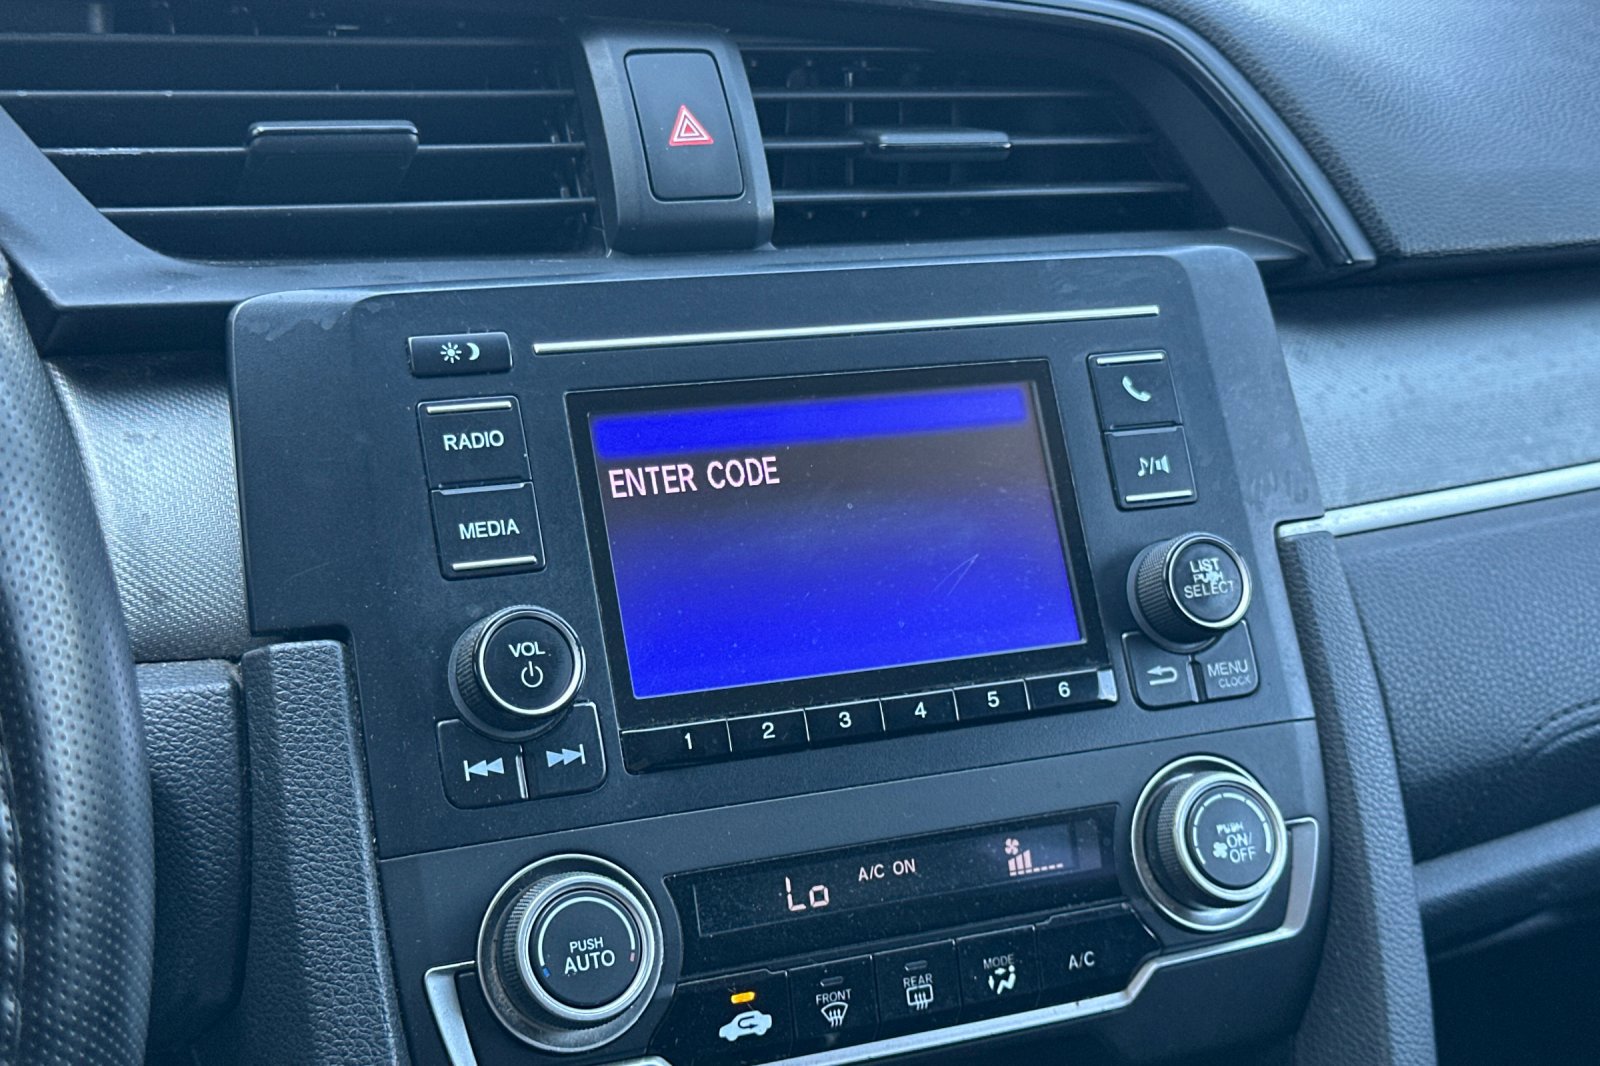 RADIO
MEDIA
ENTER CODE
VOL
LIST
PUSH
SELECT
MENU
CLOCK
1 2 3 4 5 6
PUSH
AUTO
Lo
A/C ON
PUSH
ON/
OFF
FRONT
REAR
MODE
A/C